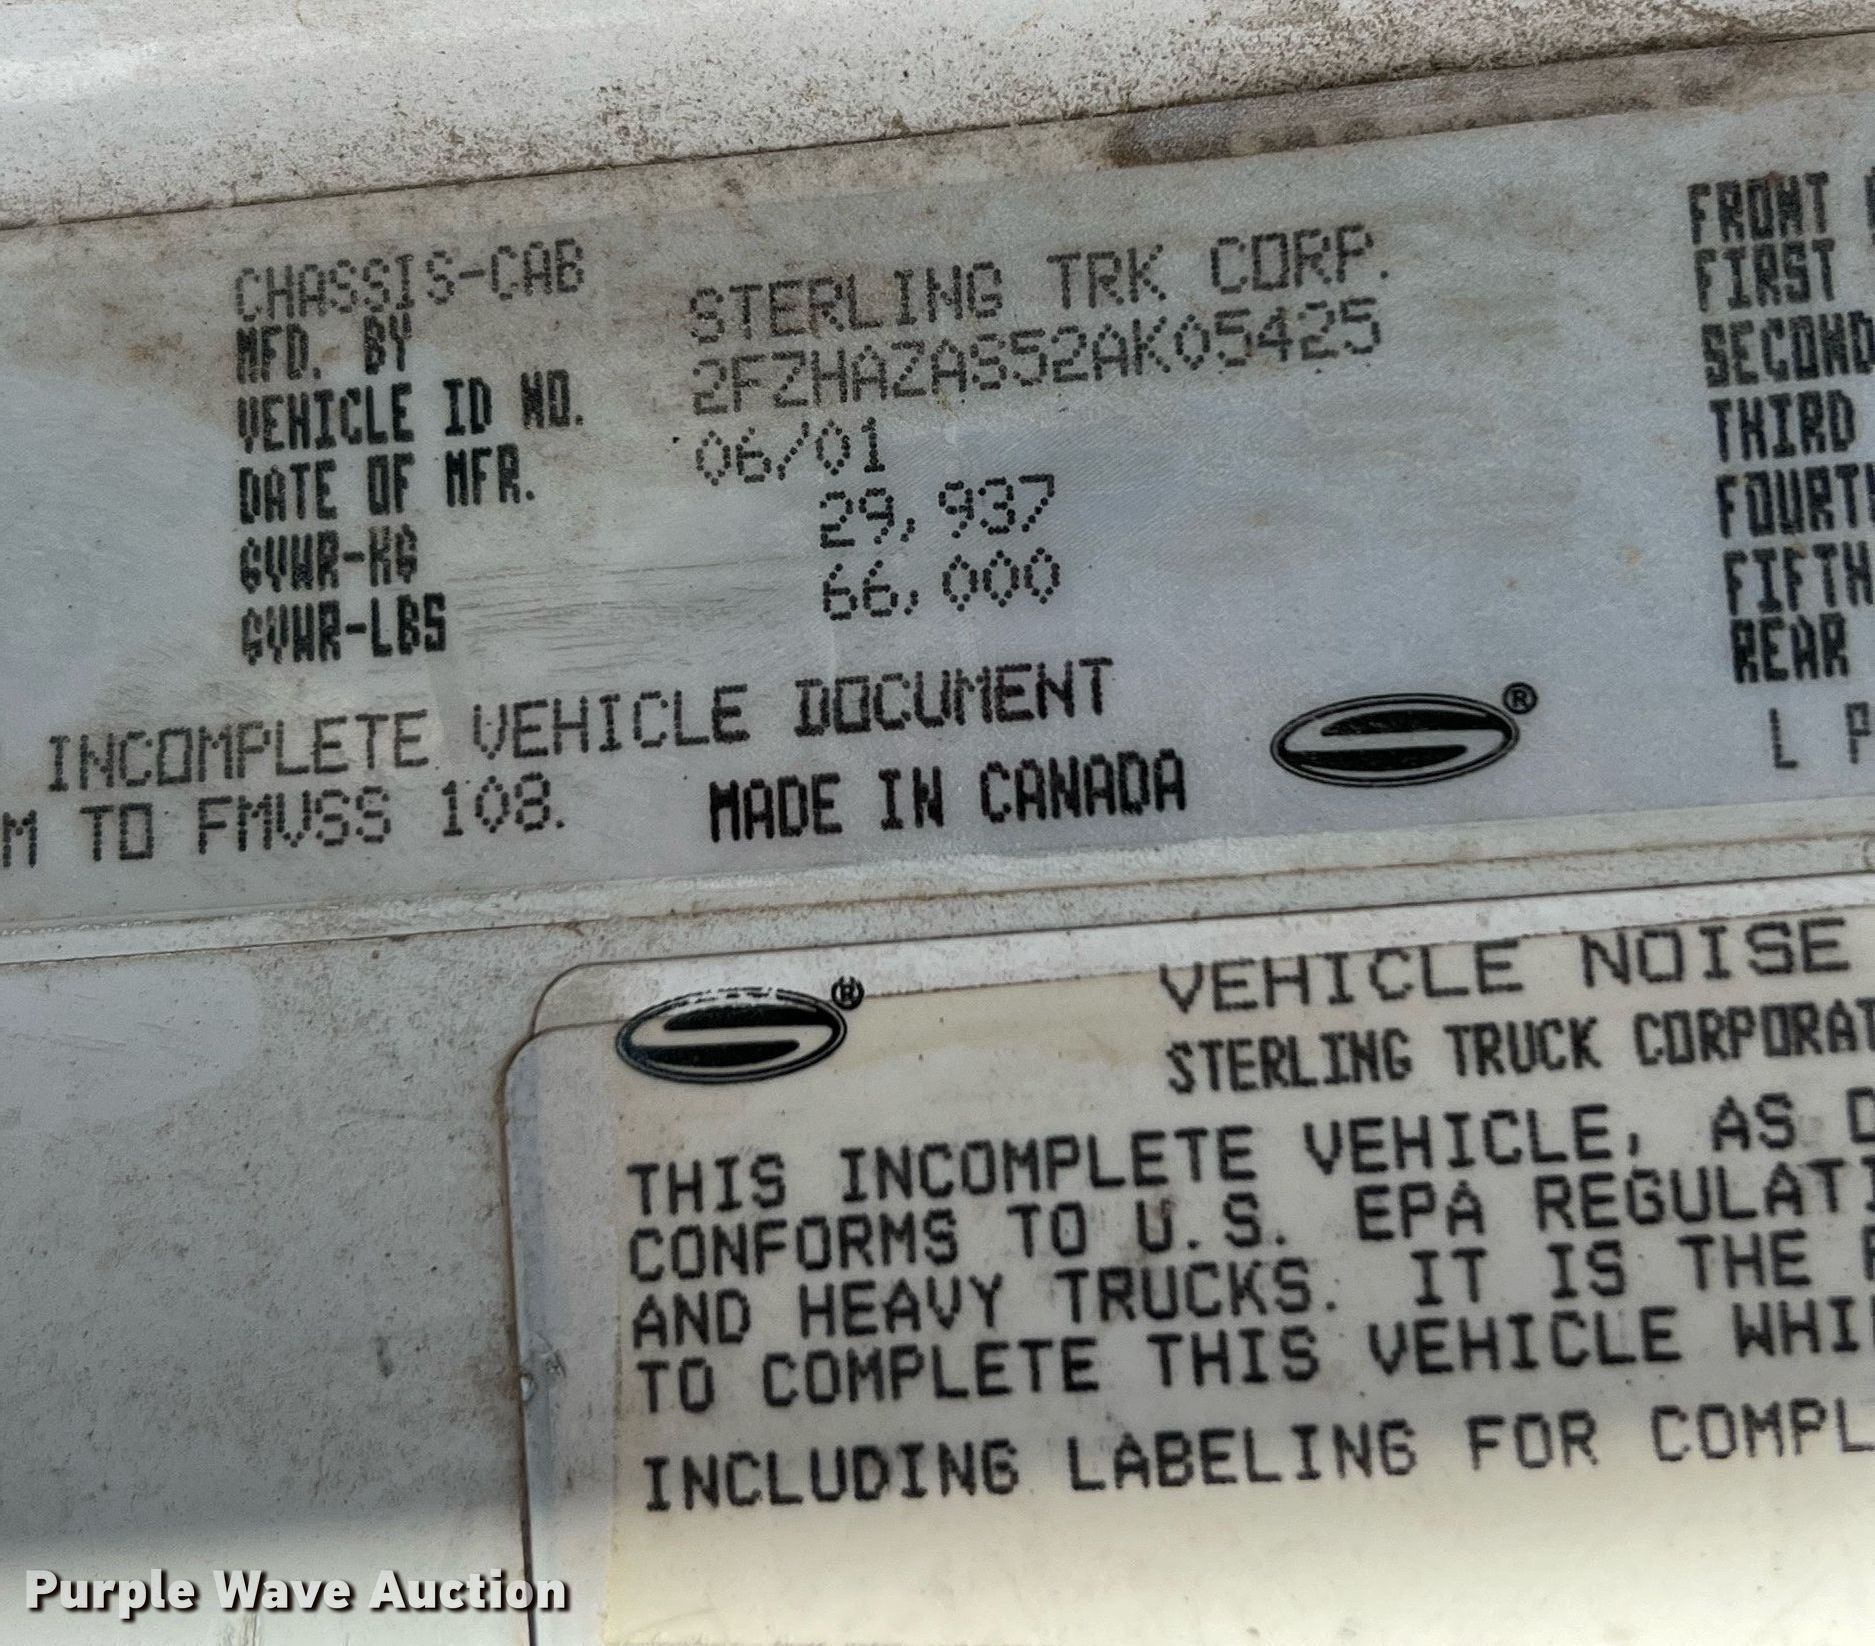 CHASSIS-CAB
MFD. BY STERLING TRK CORP.
VEHICLE ID NO. 2FZHAZAS52AK05425
DATE OF MFR. 06/01
GVWR-KG 29,937
GVWR-LBS 66,000
INCOMPLETE VEHICLE DOCUMENT
M TO FMVSS 108. MADE IN CANADA
®
FRONT
FIRST
SECOND
THIRD
FOURTH
FIFTH
REAR
L P
®
VEHICLE NOISE
STERLING TRUCK CORPORAT
THIS INCOMPLETE VEHICLE, AS D
CONFORMS TO U.S. EPA REGULATI
AND HEAVY TRUCKS. IT IS THE
TO COMPLETE THIS VEHICLE WHI
INCLUDING LABELING FOR COMPL
Purple Wave Auction